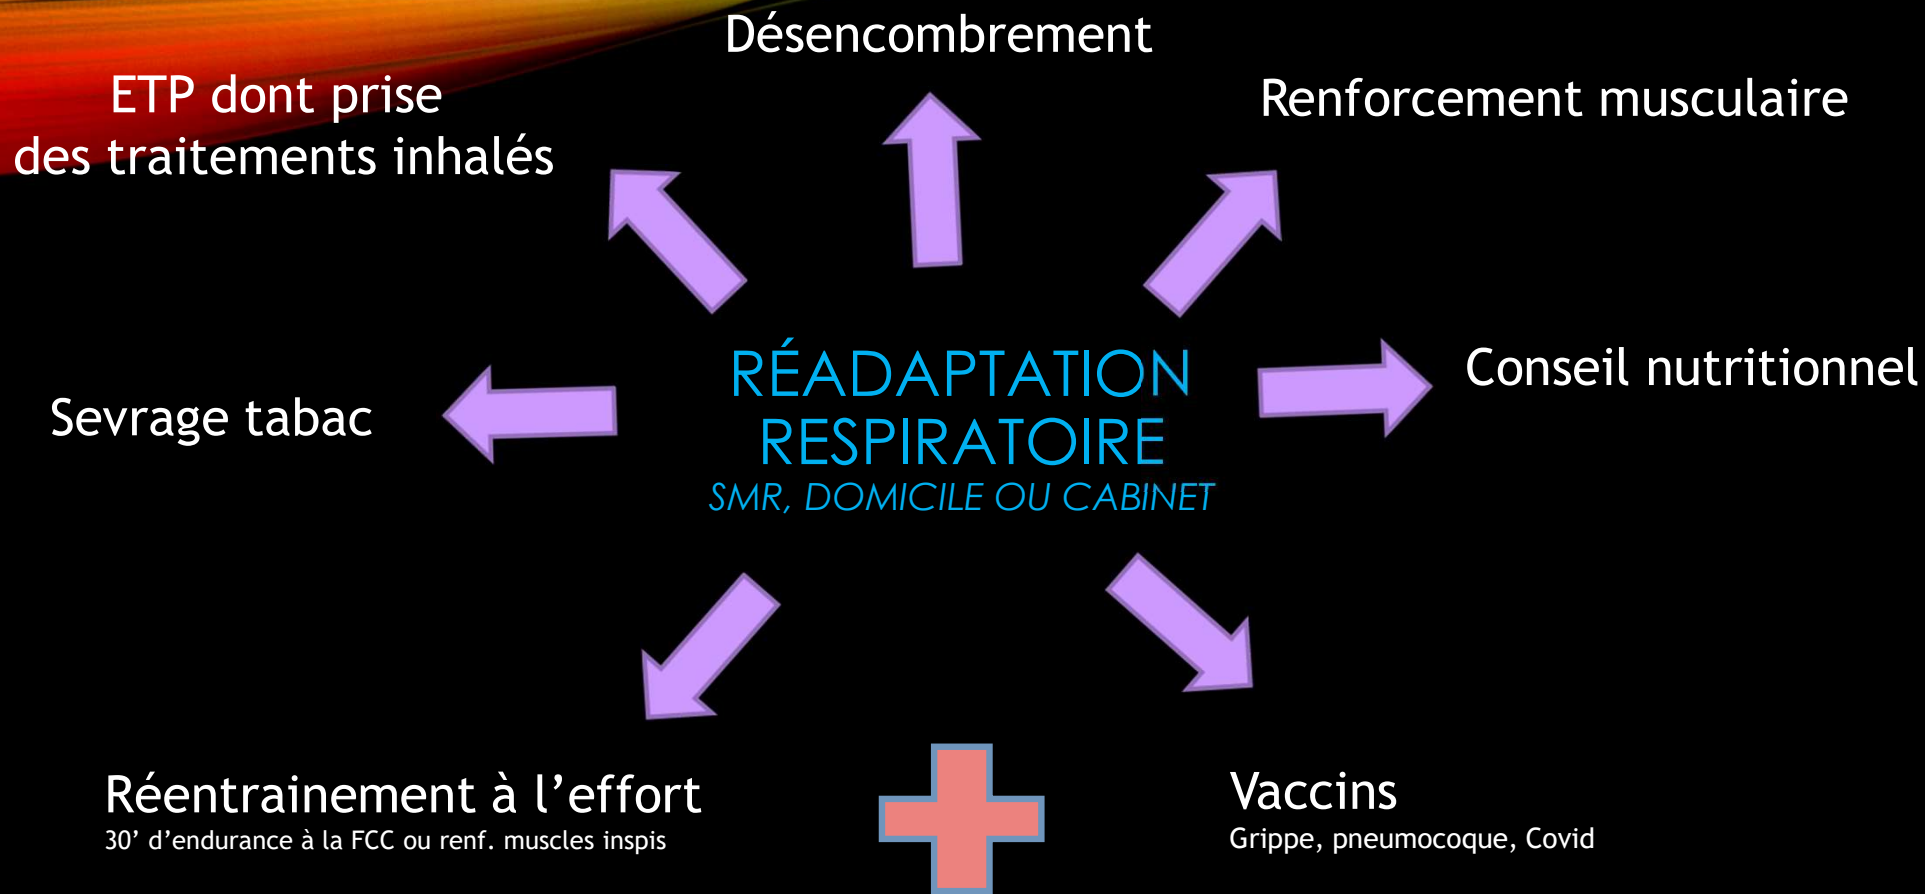 Désencombrement
ETP dont prise
des traitements inhalés
Renforcement musculaire
RÉADAPTATION
RESPIRATOIRE
SMR, DOMICILE OU CABINET
Conseil nutritionnel
Sevrage tabac
Réentrainement à l’effort
30’ d’endurance à la FCC ou renf. muscles inspis
Vaccins
Grippe, pneumocoque, Covid